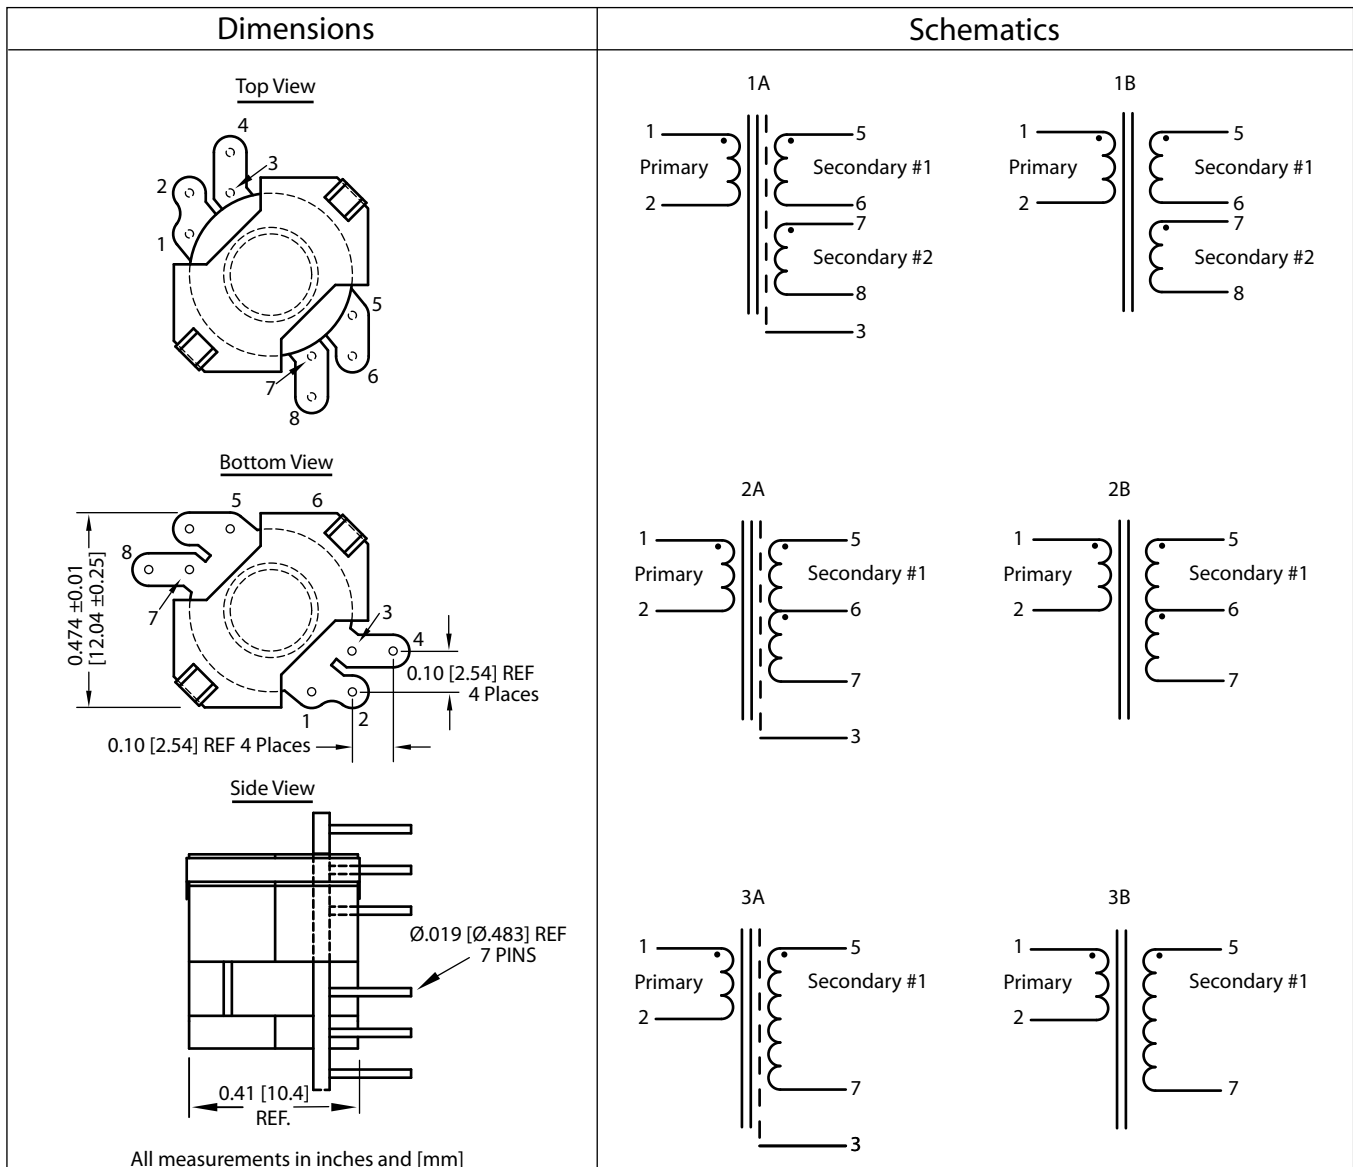 Dimensions
Schematics
Top View
4
3
2
1
5
6
7
8
Bottom View
5
6
8
7
3
4
0.474 ±0.01
[12.04 ±0.25]
0.10 [2.54] REF
4 Places
1
2
0.10 [2.54] REF 4 Places
Side View
Ø.019 [Ø.483] REF
7 PINS
0.41 [10.4]
REF.
All measurements in inches and [mm]
1A
1
Primary
2
5
Secondary #1
6
7
Secondary #2
8
3
1B
1
Primary
2
5
Secondary #1
6
7
Secondary #2
8
2A
1
Primary
2
5
Secondary #1
6
7
3
2B
1
Primary
2
5
Secondary #1
6
7
3A
1
Primary
2
5
Secondary #1
7
3
3B
1
Primary
2
5
Secondary #1
7